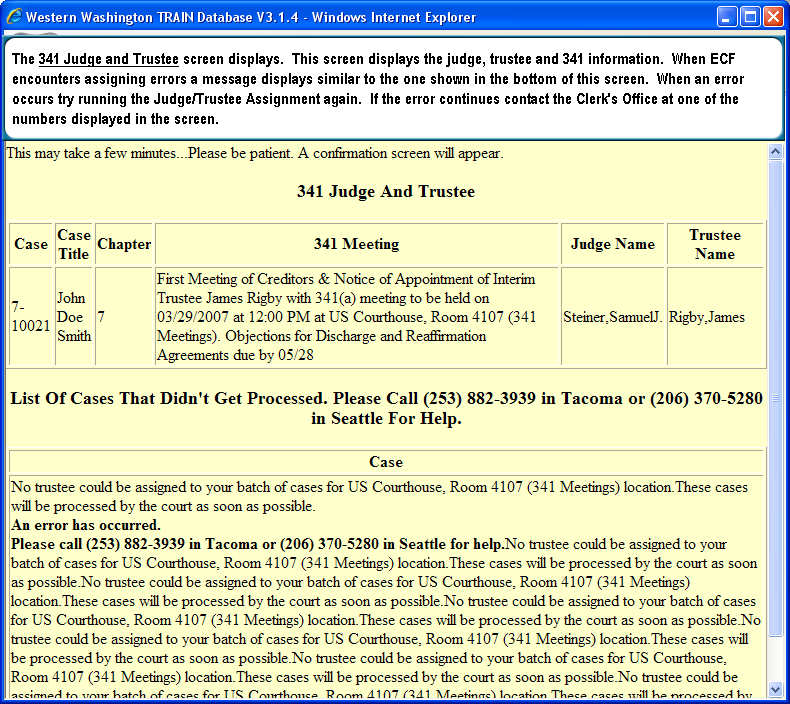 Western Washington TRAIN Database V3.1.4 - Windows Internet Explorer
The 341 Judge and Trustee screen displays. This screen displays the judge, trustee and 341 information. When ECF
encounters assigning errors a message displays similar to the one shown in the bottom of this screen. When an error
occurs try running the Judge/Trustee Assignment again. If the error continues contact the Clerk's Office at one of the
numbers displayed in the screen.
This may take a few minutes...Please be patient. A confirmation screen will appear.
341 Judge And Trustee
Case Case Title Chapter 341 Meeting Judge Name Trustee Name
7-10021 John Doe Smith 7
First Meeting of Creditors & Notice of Appointment of Interim
Trustee James Rigby with 341(a) meeting to be held on
03/29/2007 at 12:00 PM at US Courthouse, Room 4107 (341
Meetings). Objections for Discharge and Reaffirmation
Agreements due by 05/28
Steiner,SamuelJ. Rigby,James
List Of Cases That Didn't Get Processed. Please Call (253) 882-3939 in Tacoma or (206) 370-5280
in Seattle For Help.
Case
No trustee could be assigned to your batch of cases for US Courthouse, Room 4107 (341 Meetings) location.These cases
will be processed by the court as soon as possible.
An error has occurred.
Please call (253) 882-3939 in Tacoma or (206) 370-5280 in Seattle for help.No trustee could be assigned to your
batch of cases for US Courthouse, Room 4107 (341 Meetings) location.These cases will be processed by the court as soon
as possible.No trustee could be assigned to your batch of cases for US Courthouse, Room 4107 (341 Meetings)
location.These cases will be processed by the court as soon as possible.No trustee could be assigned to your batch of cases
for US Courthouse, Room 4107 (341 Meetings) location.These cases will be processed by the court as soon as possible.No
trustee could be assigned to your batch of cases for US Courthouse, Room 4107 (341 Meetings) location.These cases will
be processed by the court as soon as possible.No trustee could be assigned to your batch of cases for US Courthouse,
Room 4107 (341 Meetings) location.These cases will be processed by the court as soon as possible.No trustee could be
assigned to your batch of cases for US Courthouse, Room 4107 (341 Meetings) location.These cases will be processed by